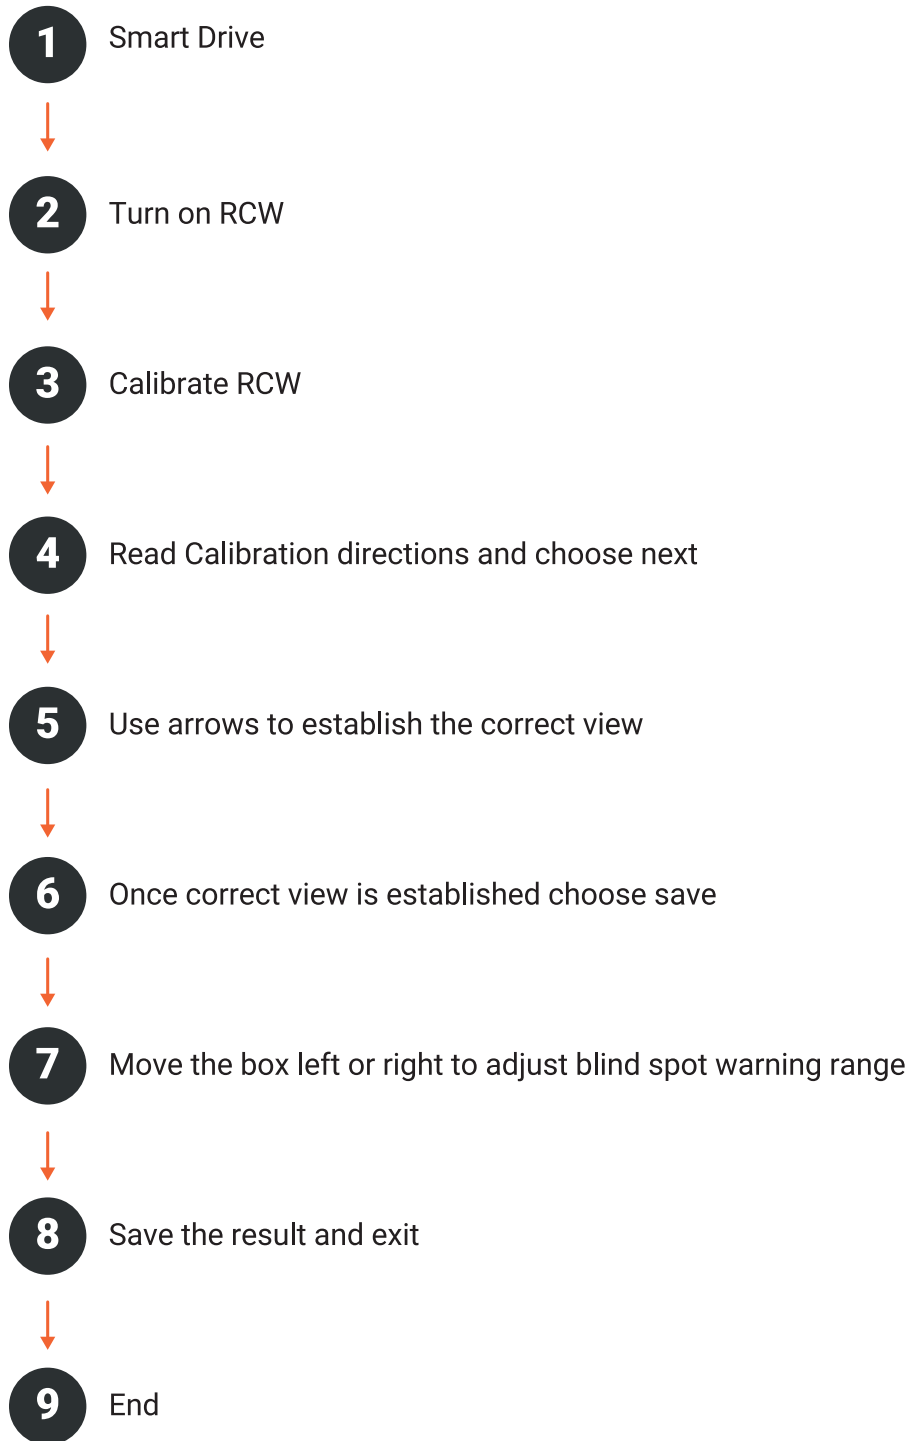 1 Smart Drive
2 Turn on RCW
3 Calibrate RCW
4 Read Calibration directions and choose next
5 Use arrows to establish the correct view
6 Once correct view is established choose save
7 Move the box left or right to adjust blind spot warning range
8 Save the result and exit
9 End